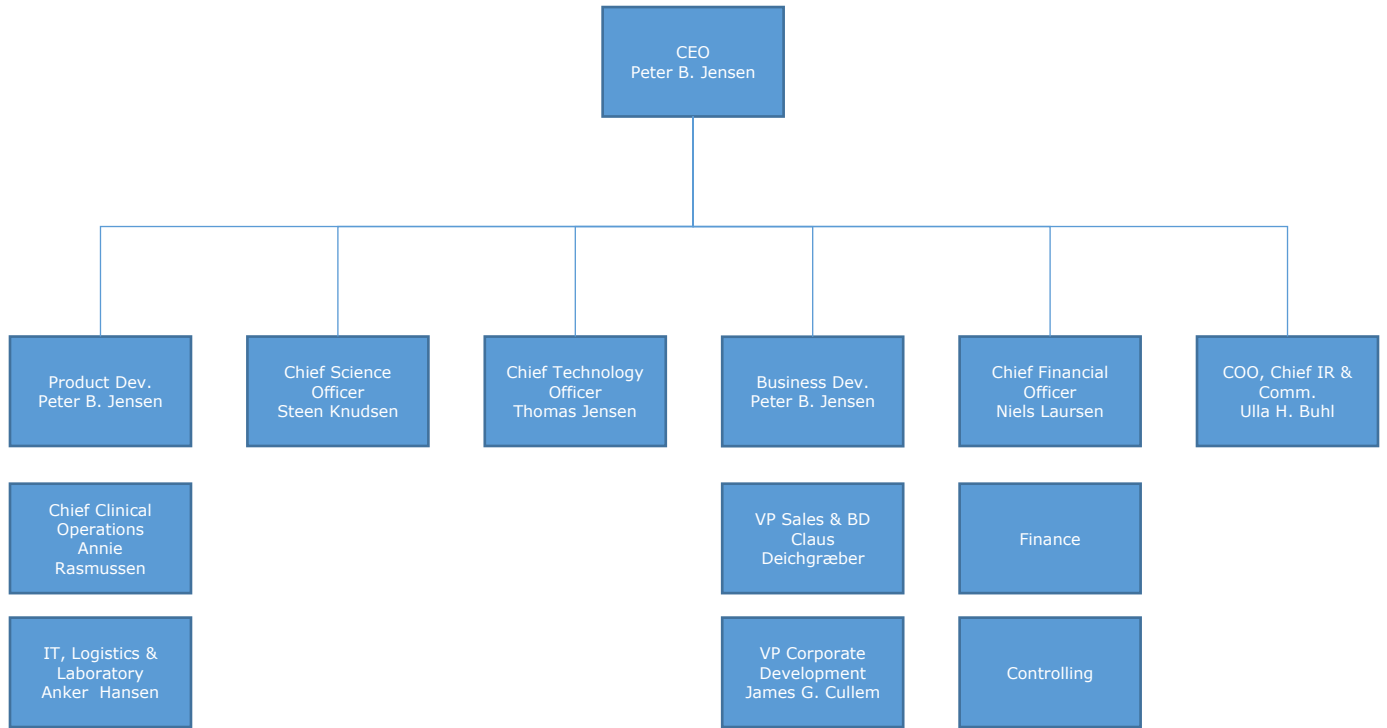 CEO
Peter B. Jensen
Product Dev.
Peter B. Jensen
Chief Science
Officer
Steen Knudsen
Chief Technology
Officer
Thomas Jensen
Business Dev.
Peter B. Jensen
Chief Financial
Officer
Niels Laursen
COO, Chief IR &
Comm.
Ulla H. Buhl
Chief Clinical
Operations
Annie
Rasmussen
VP Sales & BD
Claus
Deichgræber
Finance
IT, Logistics &
Laboratory
Anker  Hansen
VP Corporate
Development
James G. Cullem
Controlling